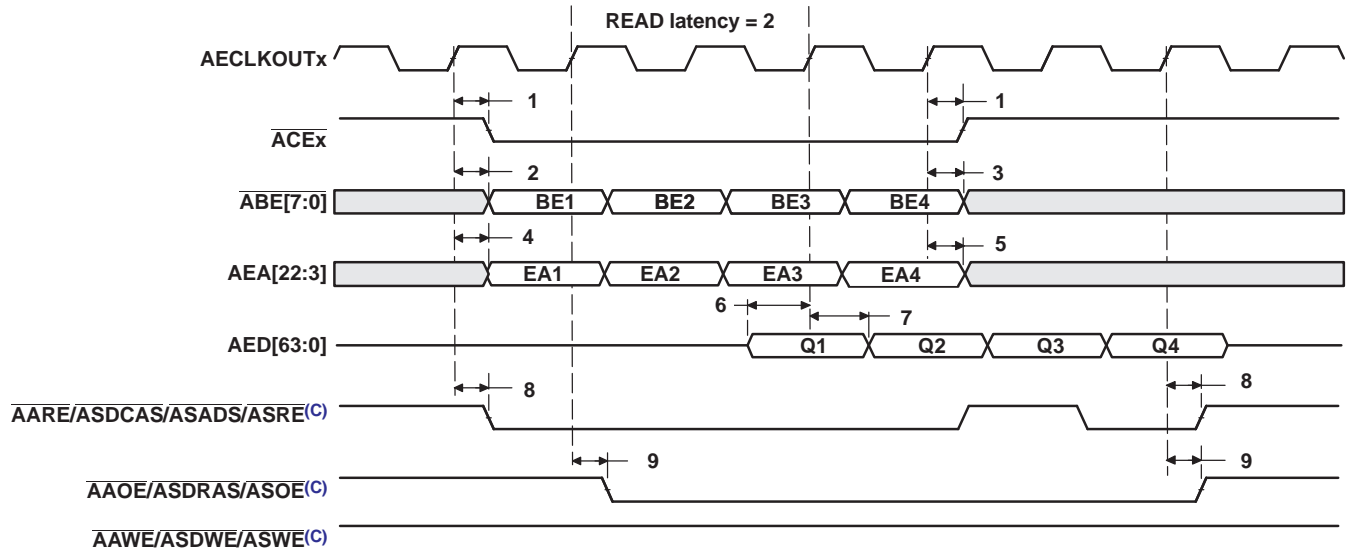 READ latency = 2
AECLKOUTx
1 1
ACEx
2 3
ABE[7:0] BE1 BE2 BE3 BE4
4 5
AEA[22:3] EA1 EA2 EA3 EA4
6 7
AED[63:0] Q1 Q2 Q3 Q4
8 8
AARE/ASDCAS/ASADS/ASRE(C)
9 9
AAOE/ASDRAS/ASOE(C)
AAWE/ASDWE/ASWE(C)